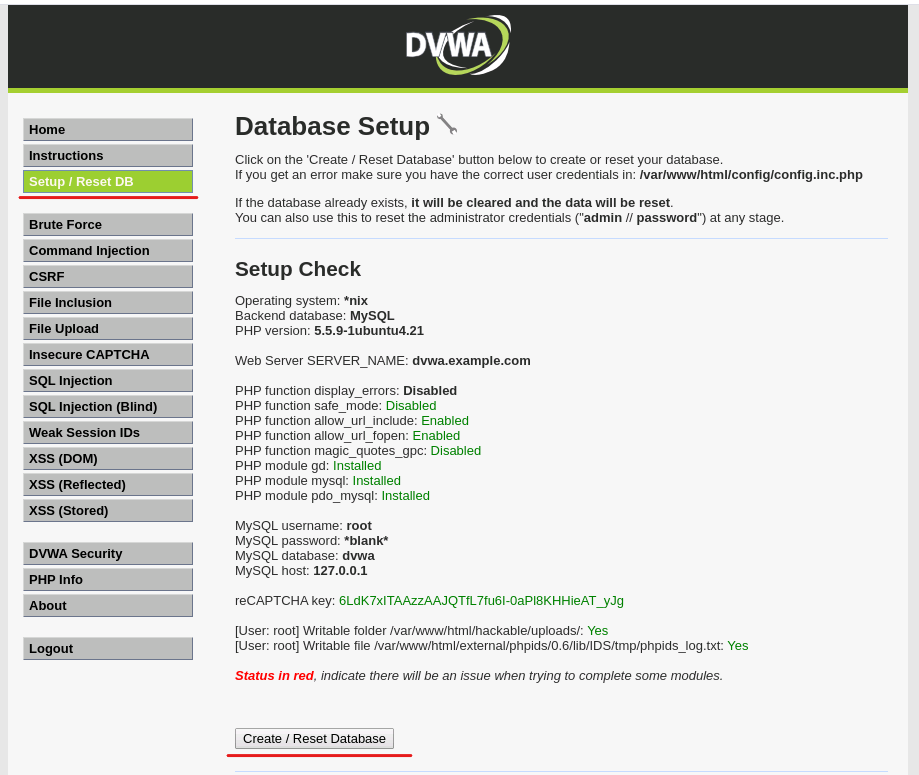 DVWA
Home
Instructions
Setup / Reset DB
Brute Force
Command Injection
CSRF
File Inclusion
File Upload
Insecure CAPTCHA
SQL Injection
SQL Injection (Blind)
Weak Session IDs
XSS (DOM)
XSS (Reflected)
XSS (Stored)
DVWA Security
PHP Info
About
Logout
Database Setup
Click on the 'Create / Reset Database' button below to create or reset your database.
If you get an error make sure you have the correct user credentials in: /var/www/html/config/config.inc.php
If the database already exists, it will be cleared and the data will be reset.
You can also use this to reset the administrator credentials ("admin // password") at any stage.
Setup Check
Operating system: *nix
Backend database: MySQL
PHP version: 5.5.9-1ubuntu4.21
Web Server SERVER_NAME: dvwa.example.com
PHP function display_errors: Disabled
PHP function safe_mode: Disabled
PHP function allow_url_include: Enabled
PHP function allow_url_fopen: Enabled
PHP function magic_quotes_gpc: Disabled
PHP module gd: Installed
PHP module mysql: Installed
PHP module pdo_mysql: Installed
MySQL username: root
MySQL password: *blank*
MySQL database: dvwa
MySQL host: 127.0.0.1
reCAPTCHA key: 6LdK7xITAAzzAAJQTfL7fu6I-0aPl8KHHieAT_yJg
[User: root] Writable folder /var/www/html/hackable/uploads/: Yes
[User: root] Writable file /var/www/html/external/phpids/0.6/lib/IDS/tmp/phpids_log.txt: Yes
Status in red, indicate there will be an issue when trying to complete some modules.
Create / Reset Database